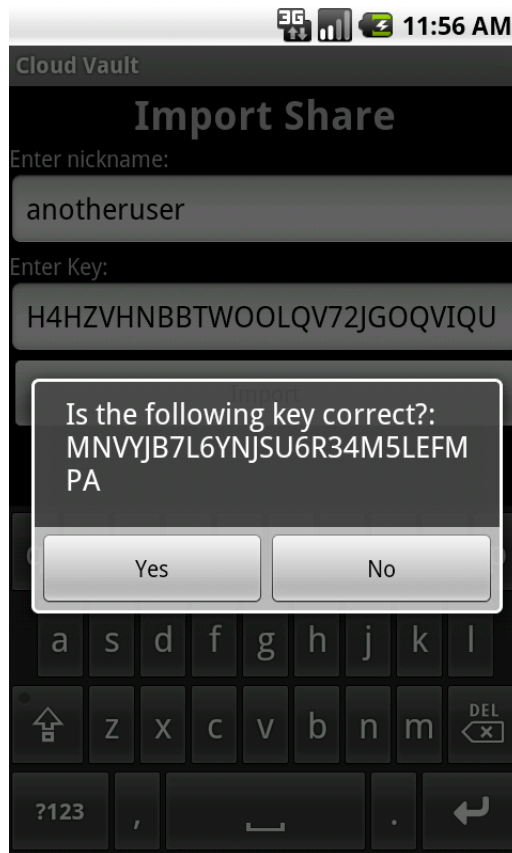 3G 11:56 AM
Cloud Vault
Import Share
Enter nickname:
anotheruser
Enter Key:
H4HZVHNBBTWOOLQV72JGOQVIQU
Import
Is the following key correct?:
MNVYJB7L6YNJSU6R34M5LEFM
PA
Yes No
a s d f g h j k l
z x c v b n m DEL
?123 , .